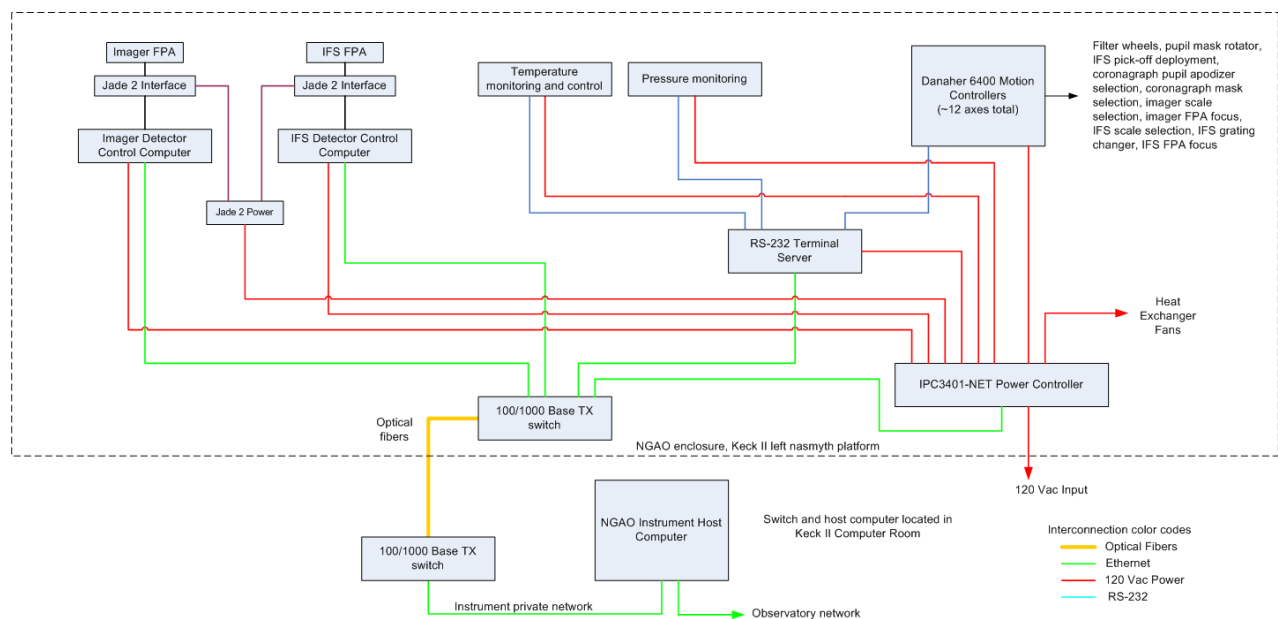 Imager FPA
IFS FPA
Jade 2 Interface
Jade 2 Interface
Imager Detector
Control Computer
IFS Detector Control
Computer
Jade 2 Power
Temperature
monitoring and control
Pressure monitoring
Danaher 6400 Motion
Controllers
(~12 axes total)
Filter wheels, pupil mask rotator,
IFS pick-off deployment,
coronagraph pupil apodizer
selection, coronagraph mask
selection, imager scale
selection, imager FPA focus,
IFS scale selection, IFS grating
changer, IFS FPA focus
RS-232 Terminal
Server
Heat
Exchanger
Fans
IPC3401-NET Power Controller
100/1000 Base TX
switch
Optical
fibers
NGAO enclosure, Keck II left nasmyth platform
120 Vac Input
NGAO Instrument Host
Computer
Switch and host computer located in
Keck II Computer Room
100/1000 Base TX
switch
Instrument private network
Observatory network
Interconnection color codes
Optical Fibers
Ethernet
120 Vac Power
RS-232